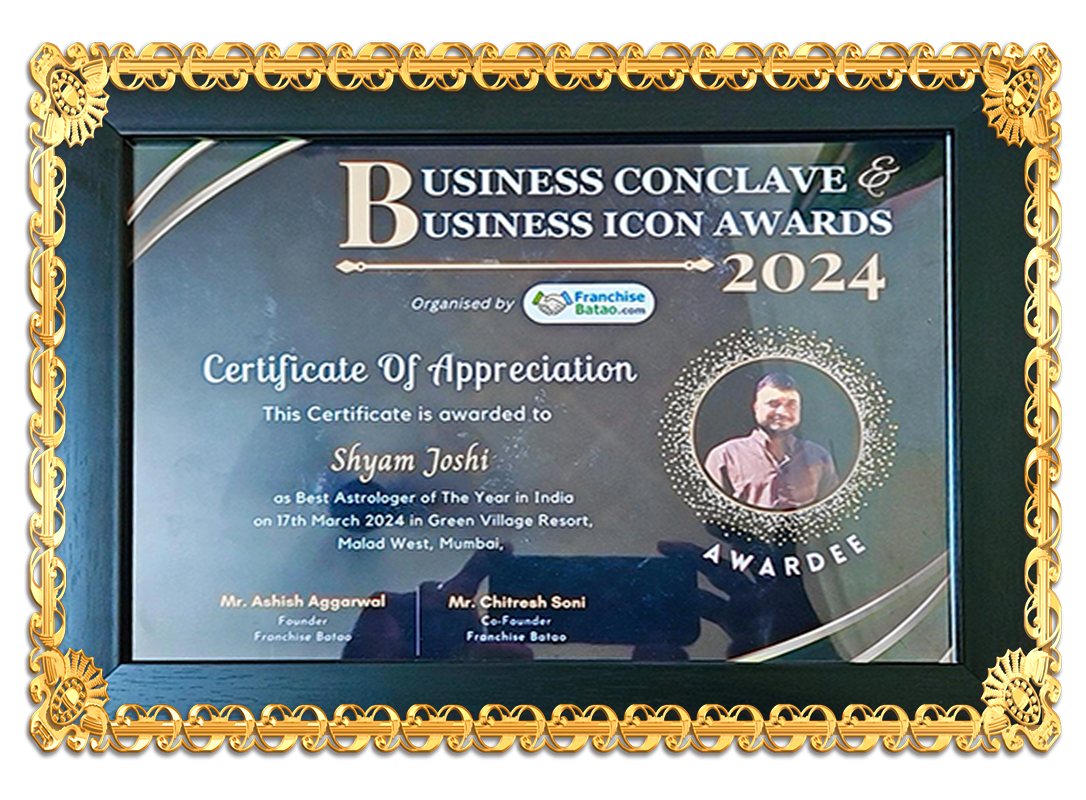 BUSINESS CONCLAVE &
BUSINESS ICON AWARDS
2024
Organised by Franchise Batao.com
Certificate Of Appreciation
This Certificate is awarded to
Shyam Joshi
as Best Astrologer of The Year in India
on 17th March 2024 in Green Village Resort,
Malad West, Mumbai,
AWARDEE
Mr. Ashish Aggarwal
Founder
Franchise Batao
Mr. Chitresh Soni
Co-Founder
Franchise Batao